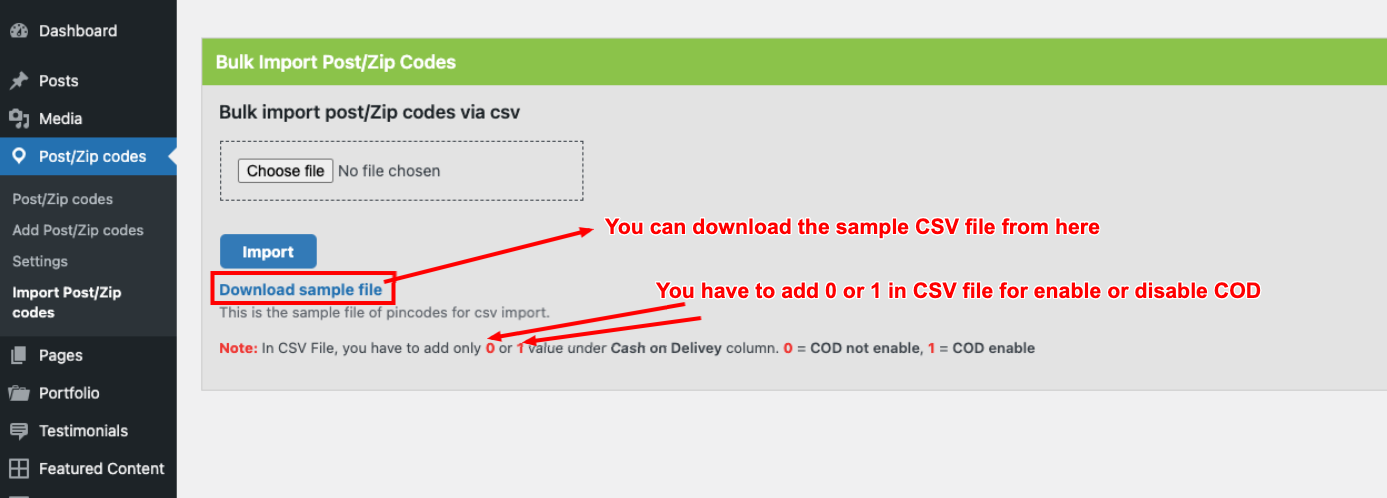 Dashboard
Posts
Media
Post/Zip codes
Post/Zip codes
Add Post/Zip codes
Settings
Import Post/Zip
codes
Pages
Portfolio
Testimonials
Featured Content
Bulk Import Post/Zip Codes
Bulk import post/Zip codes via csv
Choose file No file chosen
You can download the sample CSV file from here
Import
Download sample file
You have to add 0 or 1 in CSV file for enable or disable COD
This is the sample file of pincodes for csv import.
Note: In CSV File, you have to add only 0 or 1 value under Cash on Delivey column. 0 = COD not enable, 1 = COD enable